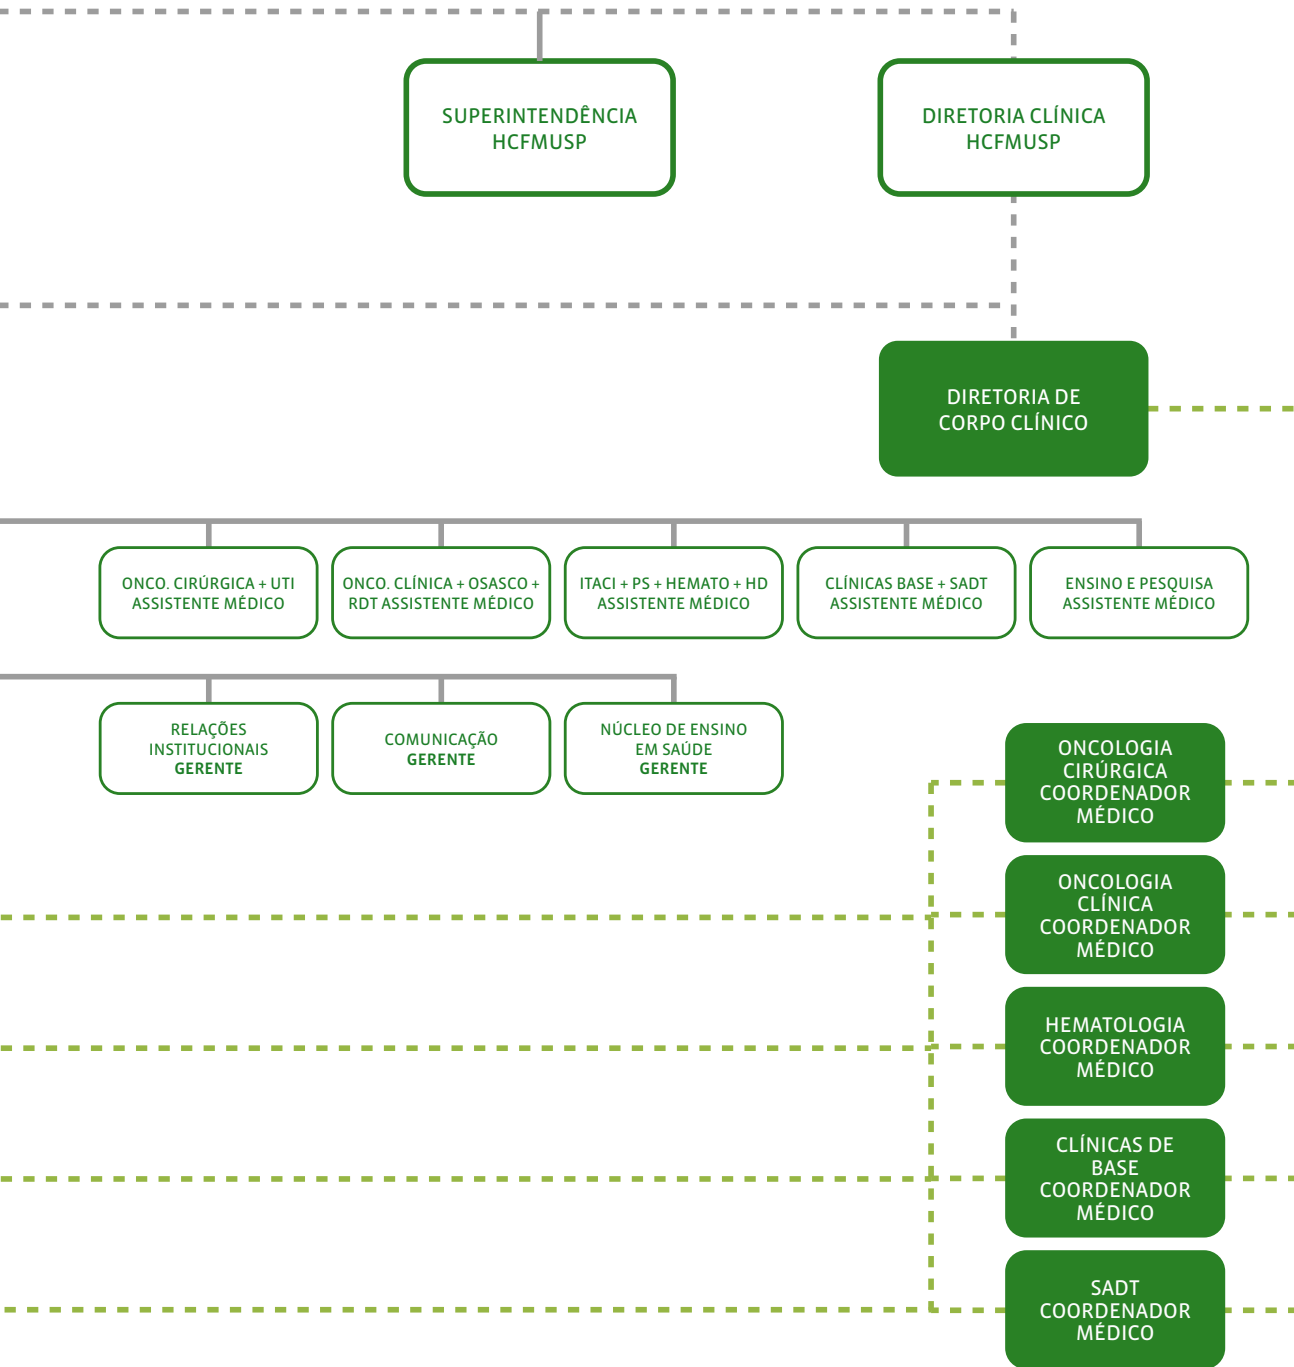 SUPERINTENDÊNCIA
HCFMUSP
DIRETORIA CLÍNICA
HCFMUSP
DIRETORIA DE
CORPO CLÍNICO
ONCO. CIRÚRGICA + UTI
ASSISTENTE MÉDICO
ONCO. CLÍNICA + OSASCO +
RDT ASSISTENTE MÉDICO
ITACI + PS + HEMATO + HD
ASSISTENTE MÉDICO
CLÍNICAS BASE + SADT
ASSISTENTE MÉDICO
ENSINO E PESQUISA
ASSISTENTE MÉDICO
RELAÇÕES
INSTITUCIONAIS
GERENTE
COMUNICAÇÃO
GERENTE
NÚCLEO DE ENSINO
EM SAÚDE
GERENTE
ONCOLOGIA
CIRÚRGICA
COORDENADOR
MÉDICO
ONCOLOGIA
CLÍNICA
COORDENADOR
MÉDICO
HEMATOLOGIA
COORDENADOR
MÉDICO
CLÍNICAS DE
BASE
COORDENADOR
MÉDICO
SADT
COORDENADOR
MÉDICO